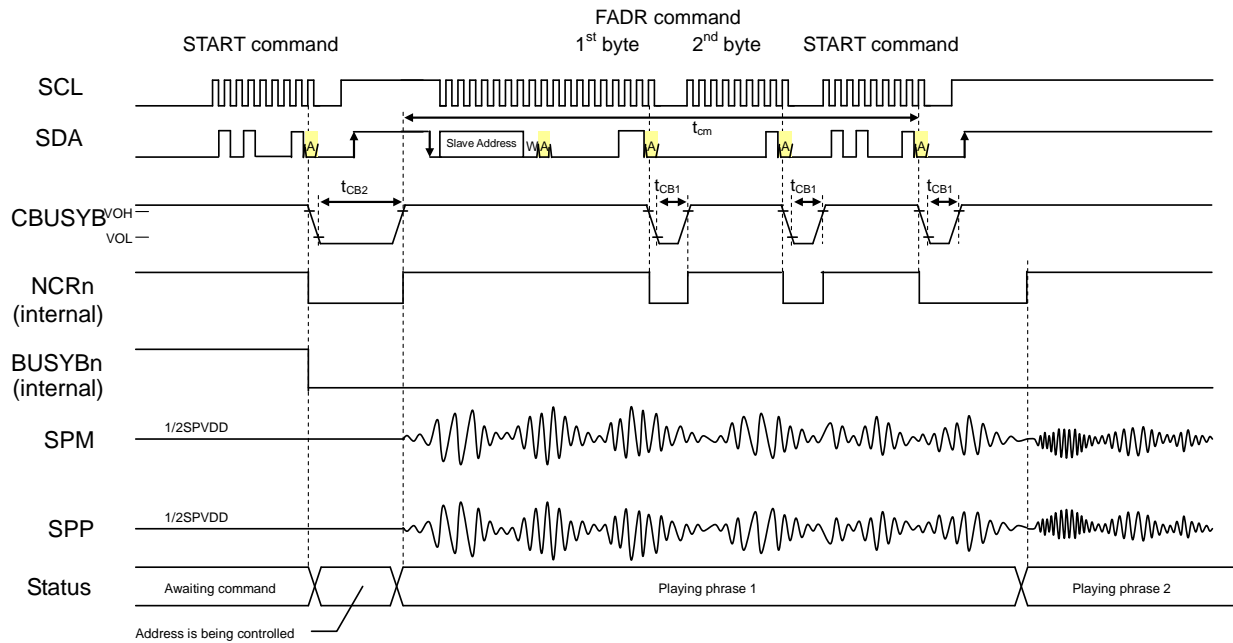 FADR command
START command 1st byte 2nd byte START command
SCL
tcm
SDA Slave Address W A A A A A
tCB2 tCB1 tCB1 tCB1
CBUSYB VOH
VOL
NCRn
(internal)
BUSYBn
(internal)
SPM 1/2SPVDD
SPP 1/2SPVDD
Status Awaiting command Playing phrase 1 Playing phrase 2
Address is being controlled